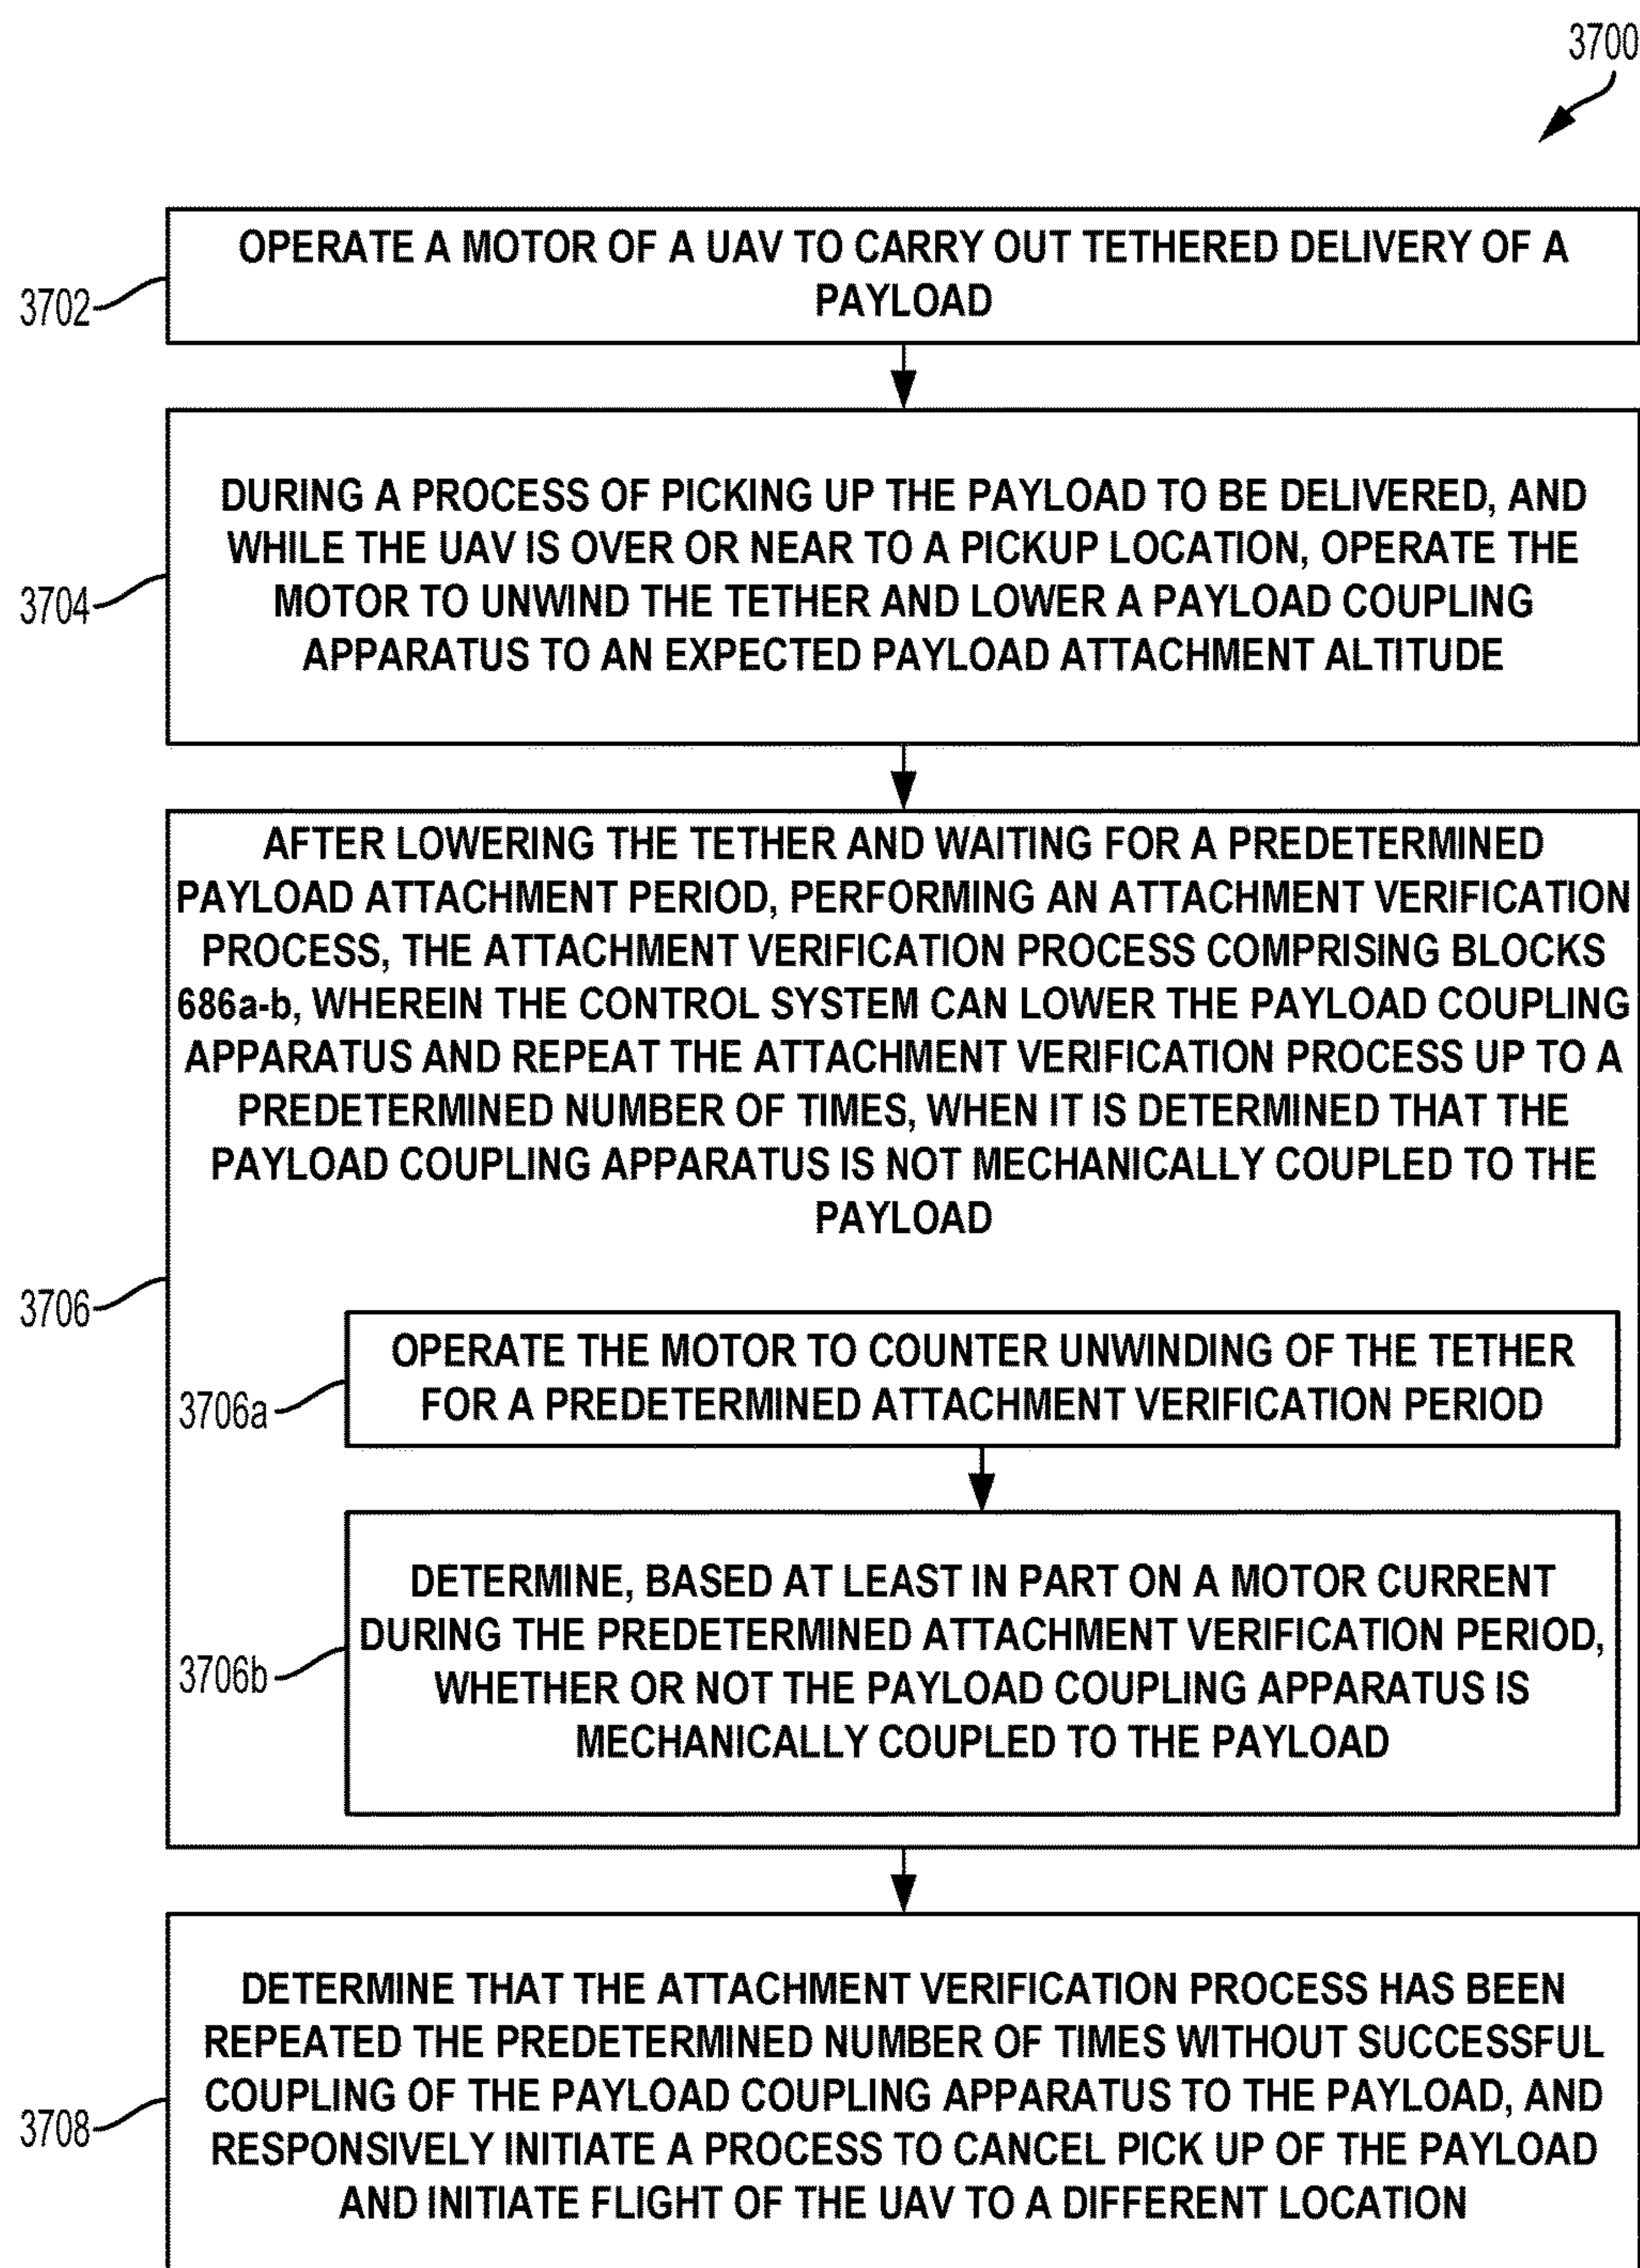 3700
OPERATE A MOTOR OF A UAV TO CARRY OUT TETHERED DELIVERY OF A
PAYLOAD
3702
DURING A PROCESS OF PICKING UP THE PAYLOAD TO BE DELIVERED, AND
WHILE THE UAV IS OVER OR NEAR TO A PICKUP LOCATION, OPERATE THE
MOTOR TO UNWIND THE TETHER AND LOWER A PAYLOAD COUPLING
APPARATUS TO AN EXPECTED PAYLOAD ATTACHMENT ALTITUDE
3704
AFTER LOWERING THE TETHER AND WAITING FOR A PREDETERMINED
PAYLOAD ATTACHMENT PERIOD, PERFORMING AN ATTACHMENT VERIFICATION
PROCESS, THE ATTACHMENT VERIFICATION PROCESS COMPRISING BLOCKS
686a-b, WHEREIN THE CONTROL SYSTEM CAN LOWER THE PAYLOAD COUPLING
APPARATUS AND REPEAT THE ATTACHMENT VERIFICATION PROCESS UP TO A
PREDETERMINED NUMBER OF TIMES, WHEN IT IS DETERMINED THAT THE
PAYLOAD COUPLING APPARATUS IS NOT MECHANICALLY COUPLED TO THE
PAYLOAD
3706
OPERATE THE MOTOR TO COUNTER UNWINDING OF THE TETHER
FOR A PREDETERMINED ATTACHMENT VERIFICATION PERIOD
3706a
DETERMINE, BASED AT LEAST IN PART ON A MOTOR CURRENT
DURING THE PREDETERMINED ATTACHMENT VERIFICATION PERIOD,
WHETHER OR NOT THE PAYLOAD COUPLING APPARATUS IS
MECHANICALLY COUPLED TO THE PAYLOAD
3706b
DETERMINE THAT THE ATTACHMENT VERIFICATION PROCESS HAS BEEN
REPEATED THE PREDETERMINED NUMBER OF TIMES WITHOUT SUCCESSFUL
COUPLING OF THE PAYLOAD COUPLING APPARATUS TO THE PAYLOAD, AND
RESPONSIVELY INITIATE A PROCESS TO CANCEL PICK UP OF THE PAYLOAD
AND INITIATE FLIGHT OF THE UAV TO A DIFFERENT LOCATION
3708